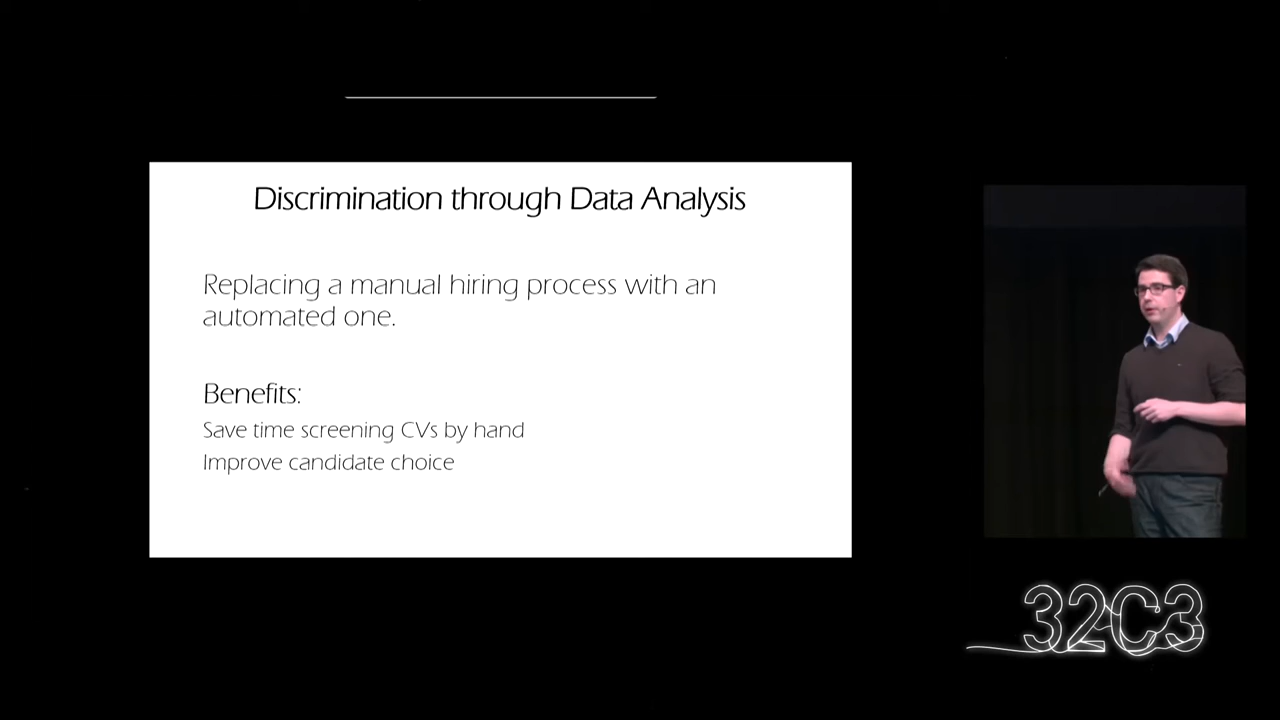 Discrimination through Data Analysis
Replacing a manual hiring process with an
automated one.
Benefits:
Save time screening CVs by hand
Improve candidate choice
32C3